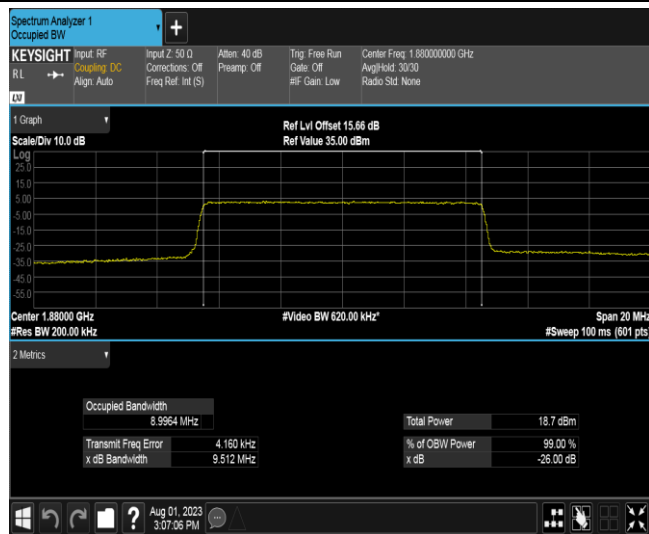 Spectrum Analyzer 1
Occupied BW
+
KEYSIGHT Input: RF Input Z: 50 Ω Atten: 40 dB Trig: Free Run Center Freq: 1.880000000 GHz
RL Coupling: DC Corrections: Off Preamp: Off Gate: Off Avg|Hold: 30/30
Align: Auto Freq Ref: Int (S) #IF Gain: Low Radio Std: None
LXI
1 Graph
Ref Lvl Offset 15.66 dB
Scale/Div 10.0 dB Ref Value 35.00 dBm
Log
25.0
15.0
5.00
-5.00
-15.0
-25.0
-35.0
-45.0
-55.0
Center 1.88000 GHz #Video BW 620.00 kHz* Span 20 MHz
#Res BW 200.00 kHz #Sweep 100 ms (601 pts)
2 Metrics
Occupied Bandwidth
8.9964 MHz Total Power 18.7 dBm
Transmit Freq Error 4.160 kHz % of OBW Power 99.00 %
x dB Bandwidth 9.512 MHz x dB -26.00 dB
? Aug 01, 2023
3:07:06 PM